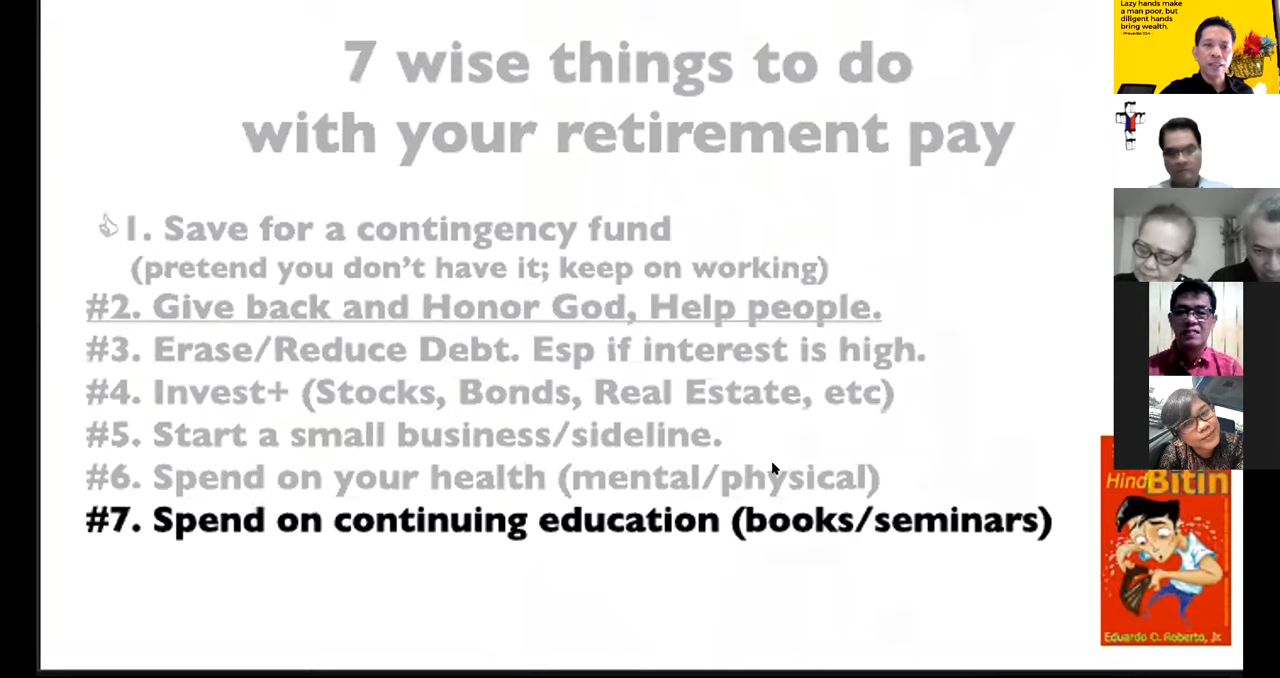 7 wise things to do
with your retirement pay
1. Save for a contingency fund
(pretend you don't have it; keep on working)
#2. Give back and Honor God, Help people.
#3. Erase/Reduce Debt. Esp if interest is high.
#4. Invest+ (Stocks, Bonds, Real Estate, etc)
#5. Start a small business/sideline.
#6. Spend on your health (mental/physical)
#7. Spend on continuing education (books/seminars)
Lazy hands make
a man poor, but
diligent hands
bring wealth.
Hind Bitin
Eduardo O. Roberto, Jr.